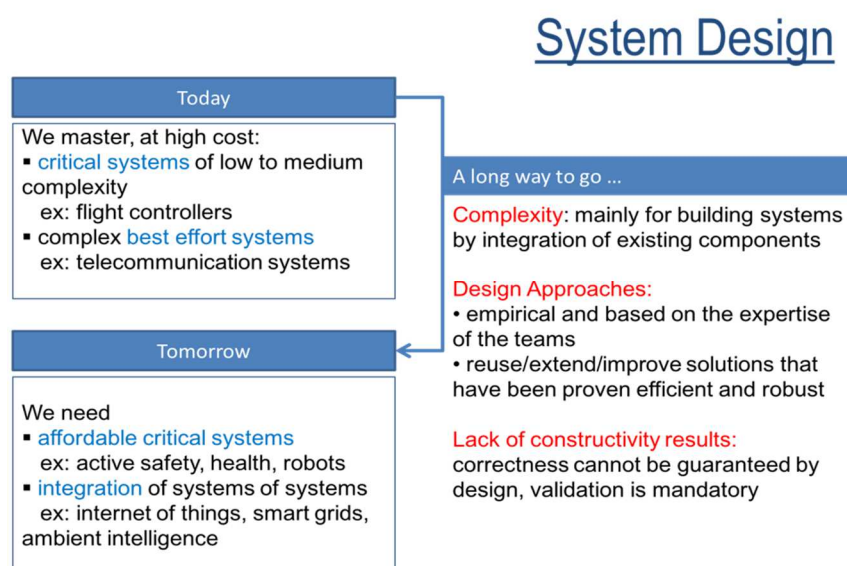 System Design
Today
We master, at high cost:
▪ critical systems of low to medium
complexity
ex: flight controllers
▪ complex best effort systems
ex: telecommunication systems
A long way to go ...
Complexity: mainly for building systems
by integration of existing components
Design Approaches:
• empirical and based on the expertise
of the teams
• reuse/extend/improve solutions that
have been proven efficient and robust
Lack of constructivity results:
correctness cannot be guaranteed by
design, validation is mandatory
Tomorrow
We need
▪ affordable critical systems
ex: active safety, health, robots
▪ integration of systems of systems
ex: internet of things, smart grids,
ambient intelligence